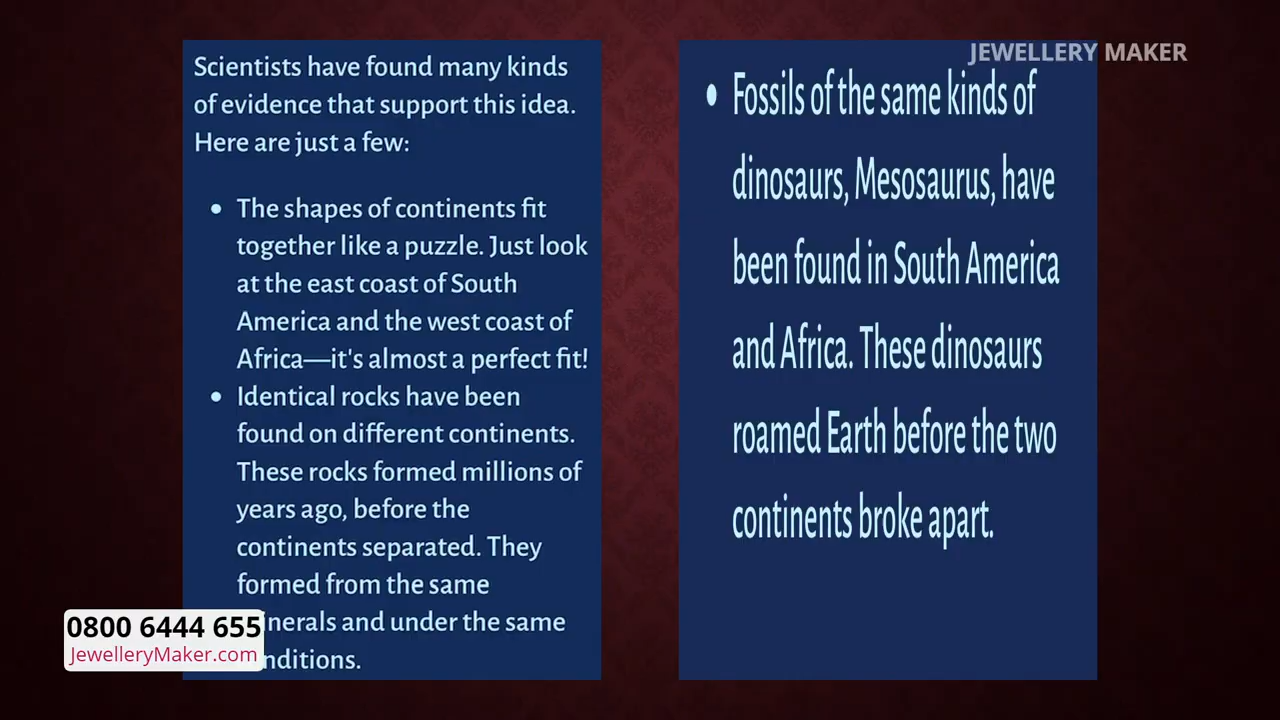 Scientists have found many kinds
of evidence that support this idea.
Here are just a few:
• The shapes of continents fit
together like a puzzle. Just look
at the east coast of South
America and the west coast of
Africa—it's almost a perfect fit!
• Identical rocks have been
found on different continents.
These rocks formed millions of
years ago, before the
continents separated. They
formed from the same
inerals and under the same
nditions.
JEWELLERY MAKER
• Fossils of the same kinds of
dinosaurs, Mesosaurus, have
been found in South America
and Africa. These dinosaurs
roamed Earth before the two
continents broke apart.
0800 6444 655
JewelleryMaker.com